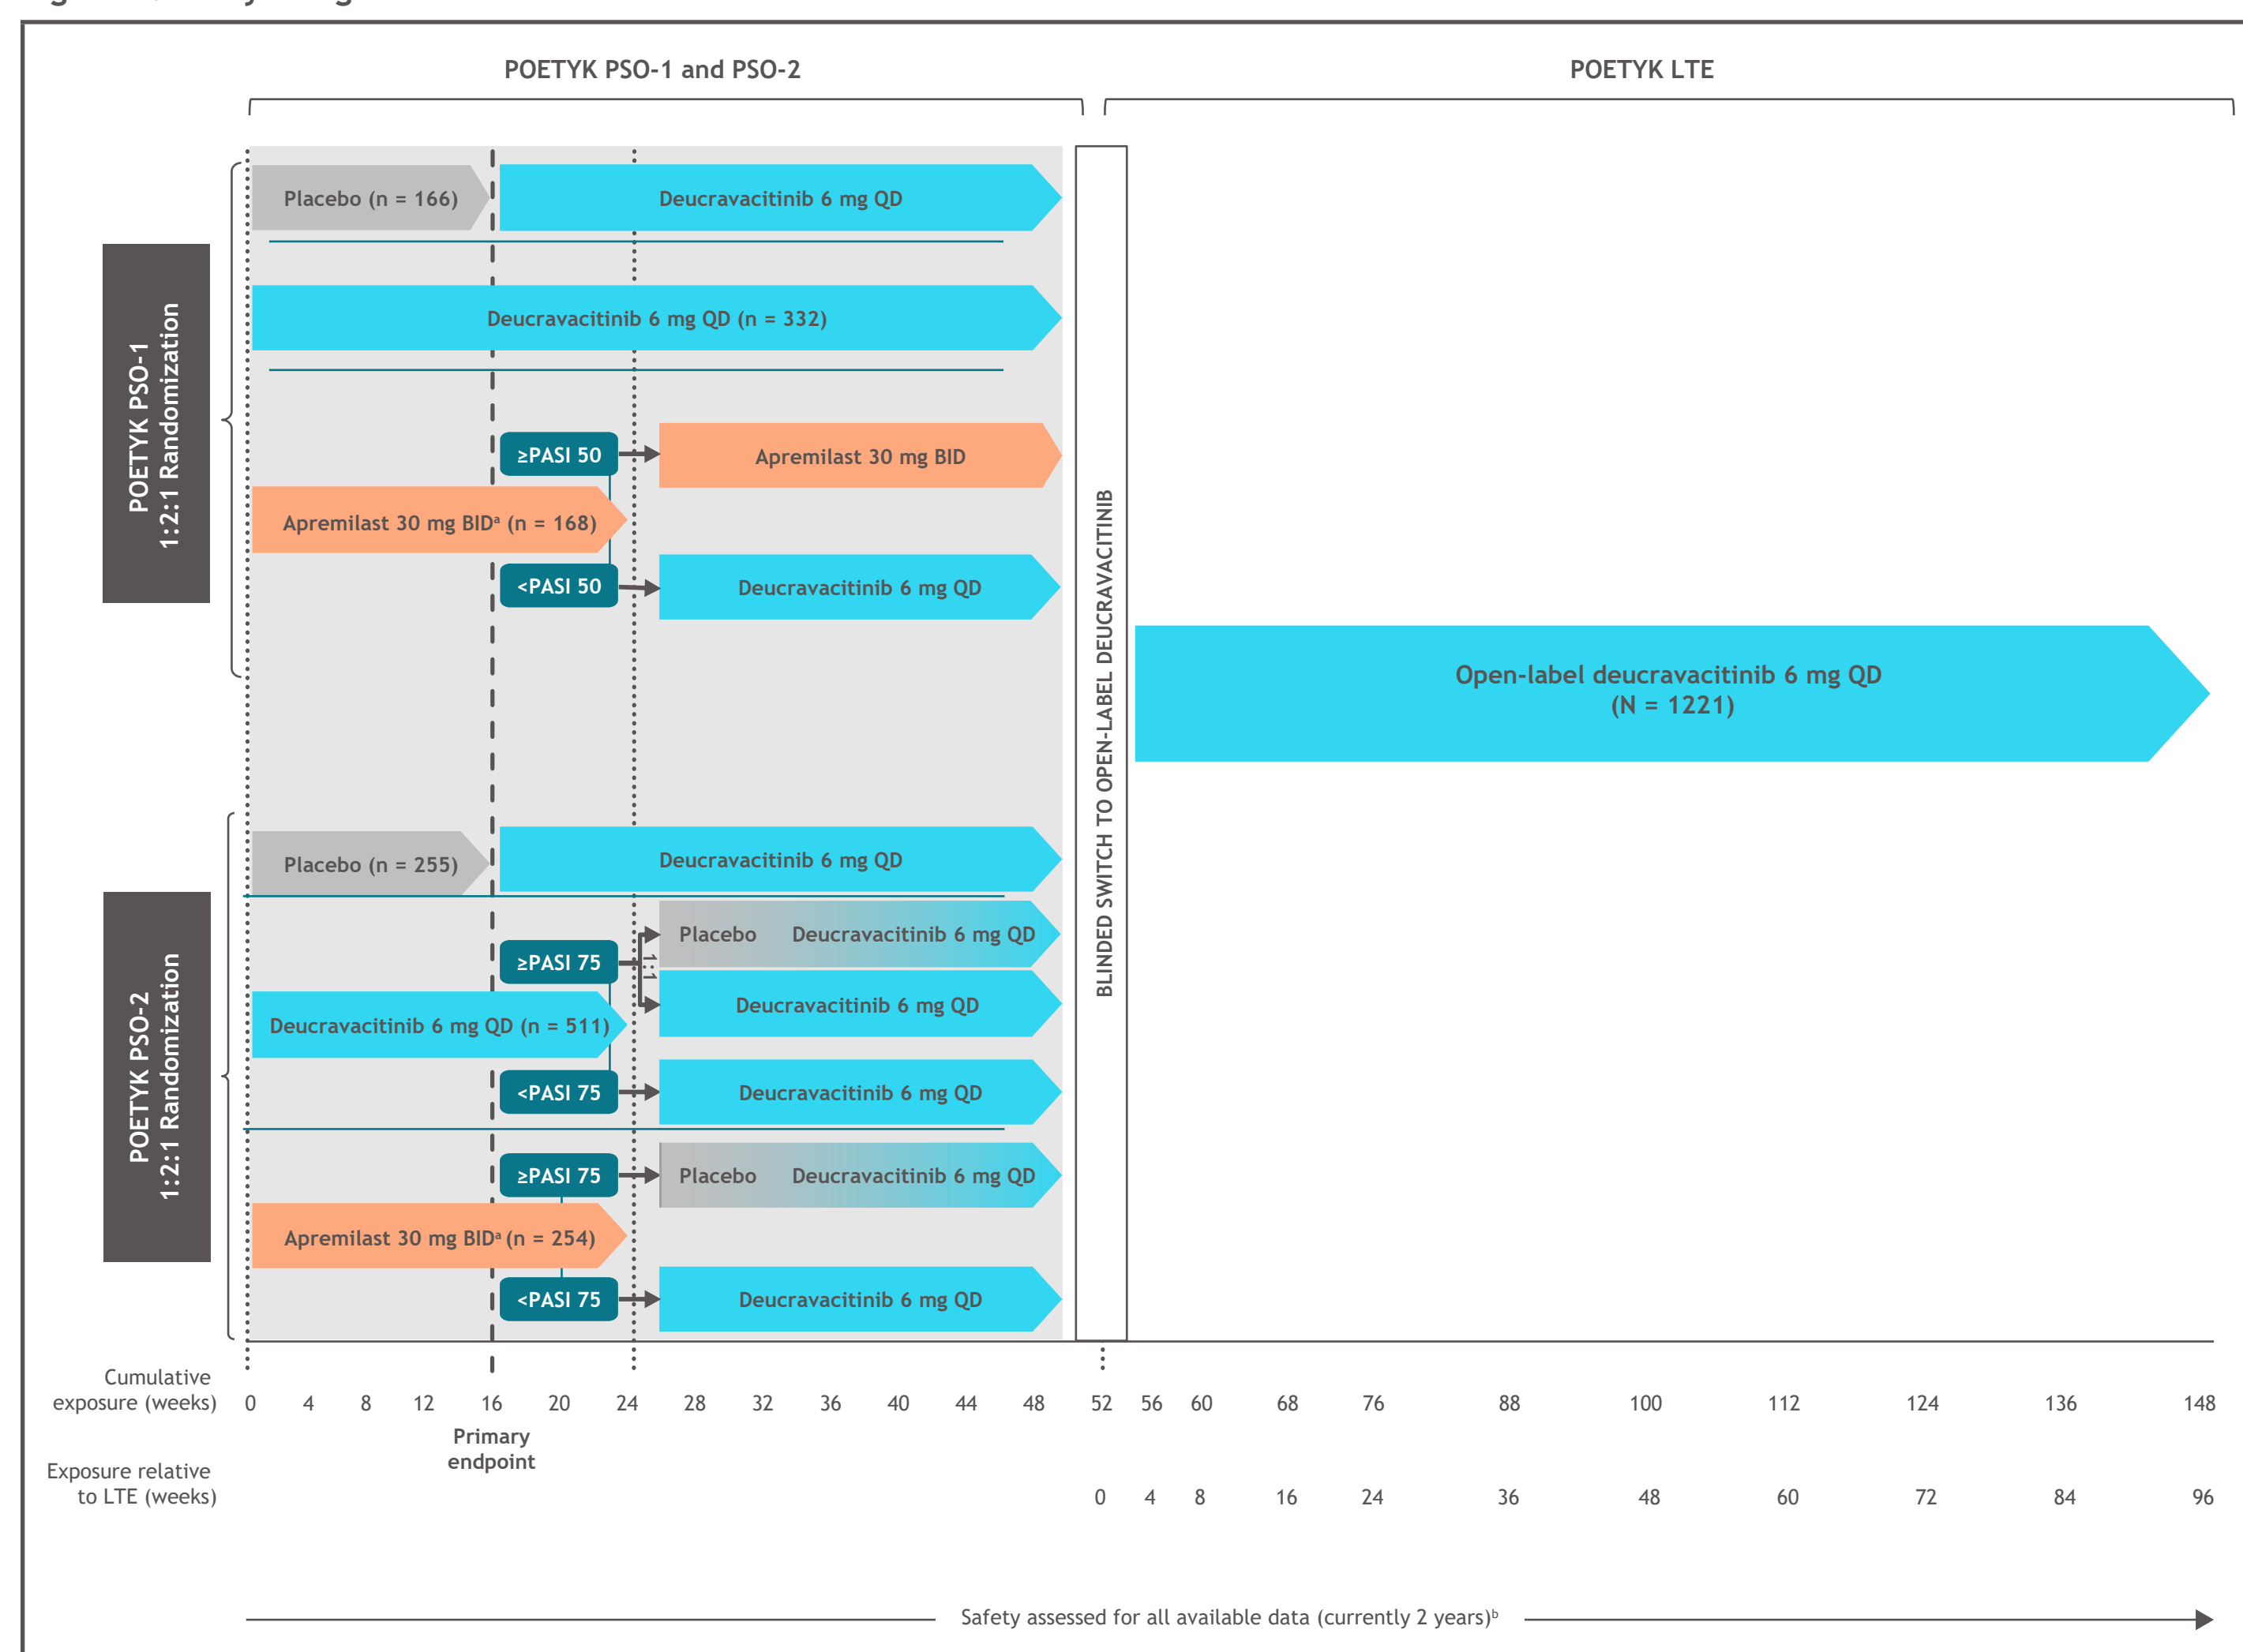 POETYK PSO-1 and PSO-2
POETYK LTE
POETYK PSO-1
1:2:1 Randomization
Placebo (n = 166)
Deucravacitinib 6 mg QD
Deucravacitinib 6 mg QD (n = 332)
≥PASI 50
Apremilast 30 mg BID
Apremilast 30 mg BIDᵃ (n = 168)
<PASI 50
Deucravacitinib 6 mg QD
BLINDED SWITCH TO OPEN-LABEL DEUCRAVACITINIB
Open-label deucravacitinib 6 mg QD
(N = 1221)
POETYK PSO-2
1:2:1 Randomization
Placebo (n = 255)
Deucravacitinib 6 mg QD
≥PASI 75
1:1
Placebo Deucravacitinib 6 mg QD
Deucravacitinib 6 mg QD
Deucravacitinib 6 mg QD (n = 511)
<PASI 75
Deucravacitinib 6 mg QD
≥PASI 75
Placebo Deucravacitinib 6 mg QD
Apremilast 30 mg BIDᵃ (n = 254)
<PASI 75
Deucravacitinib 6 mg QD
Cumulative
exposure (weeks) 0 4 8 12 16 20 24 28 32 36 40 44 48 52 56 60 68 76 88 100 112 124 136 148
Primary
endpoint
Exposure relative
to LTE (weeks) 0 4 8 16 24 36 48 60 72 84 96
Safety assessed for all available data (currently 2 years)ᵇ